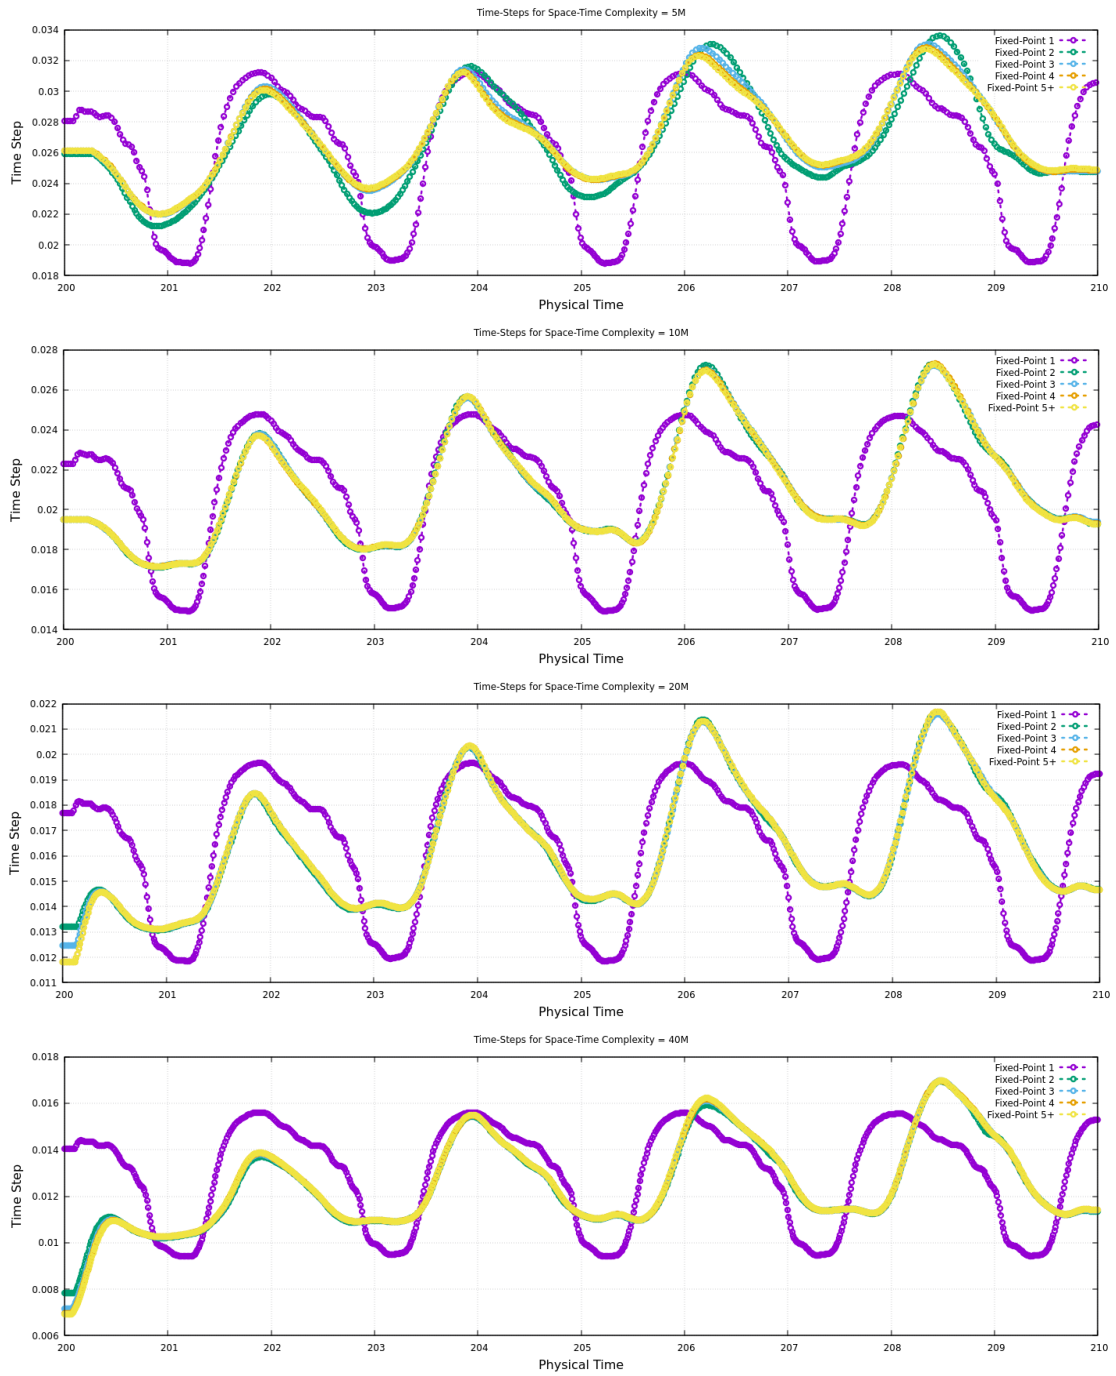 Time-Steps for Space-Time Complexity = 5M
0.034
0.032
0.03
0.028
0.026
0.024
0.022
0.02
0.018
Time Step
Fixed-Point 1
Fixed-Point 2
Fixed-Point 3
Fixed-Point 4
Fixed-Point 5+
200 201 202 203 204 205 206 207 208 209 210
Physical Time
Time-Steps for Space-Time Complexity = 10M
0.028
0.026
0.024
0.022
0.02
0.018
0.016
0.014
Time Step
Fixed-Point 1
Fixed-Point 2
Fixed-Point 3
Fixed-Point 4
Fixed-Point 5+
200 201 202 203 204 205 206 207 208 209 210
Physical Time
Time-Steps for Space-Time Complexity = 20M
0.022
0.021
0.02
0.019
0.018
0.017
0.016
0.015
0.014
0.013
0.012
0.011
Time Step
Fixed-Point 1
Fixed-Point 2
Fixed-Point 3
Fixed-Point 4
Fixed-Point 5+
200 201 202 203 204 205 206 207 208 209 210
Physical Time
Time-Steps for Space-Time Complexity = 40M
0.018
0.016
0.014
0.012
0.01
0.008
0.006
Time Step
Fixed-Point 1
Fixed-Point 2
Fixed-Point 3
Fixed-Point 4
Fixed-Point 5+
200 201 202 203 204 205 206 207 208 209 210
Physical Time